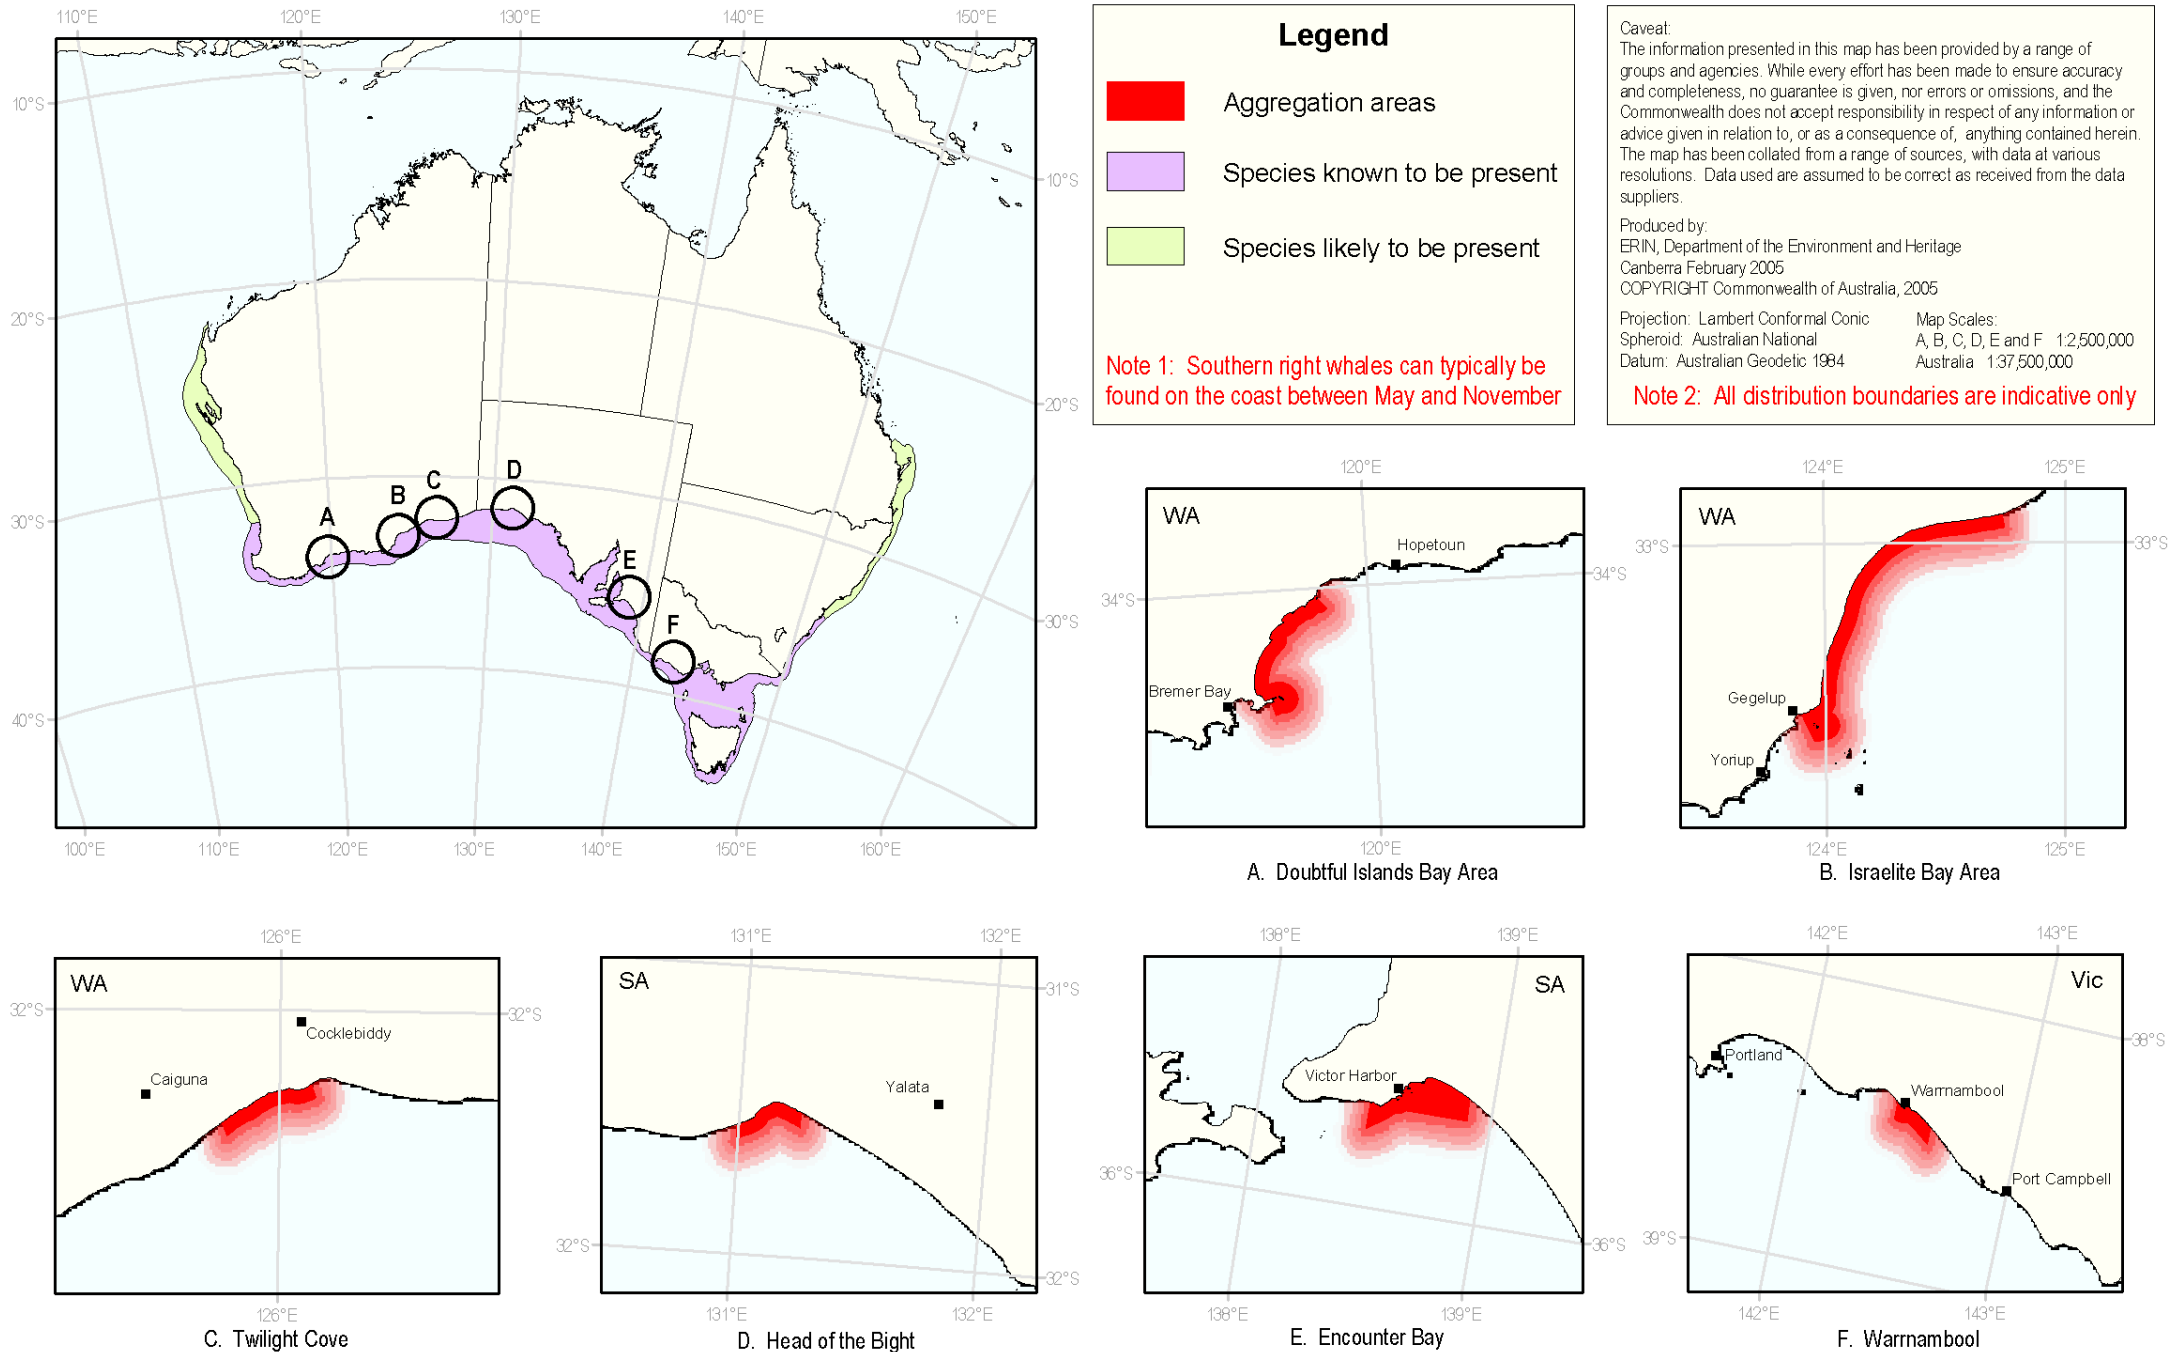 110°E
120°E
130°E
140°E
150°E
10°S
20°S
30°S
40°S
10°S
20°S
30°S
100°E
110°E
120°E
130°E
140°E
150°E
160°E
A
B
C
D
E
F
Legend
Aggregation areas
Species known to be present
Species likely to be present
Note 1: Southern right whales can typically be
found on the coast between May and November
Caveat:
The information presented in this map has been provided by a range of
groups and agencies. While every effort has been made to ensure accuracy
and completeness, no guarantee is given, nor errors or omissions, and the
Commonwealth does not accept responsibility in respect of any information or
advice given in relation to, or as a consequence of, anything contained herein.
The map has been collated from a range of sources, with data at various
resolutions. Data used are assumed to be correct as received from the data
suppliers.
Produced by:
ERIN, Department of the Environment and Heritage
Canberra February 2005
COPYRIGHT Commonwealth of Australia, 2005
Projection: Lambert Conformal Conic
Spheroid: Australian National
Datum: Australian Geodetic 1984
Map Scales:
A, B, C, D, E and F 1:2,500,000
Australia 1:37,500,000
Note 2: All distribution boundaries are indicative only
120°E
WA
Hopetoun
34°S
34°S
Bremer Bay
120°E
A. Doubtful Islands Bay Area
124°E
125°E
WA
33°S
33°S
Gegelup
Yoriup
124°E
125°E
B. Israelite Bay Area
126°E
WA
32°S
32°S
Cocklebiddy
Caiguna
126°E
C. Twilight Cove
131°E
132°E
SA
31°S
Yalata
32°S
32°S
131°E
132°E
D. Head of the Bight
138°E
139°E
SA
Victor Harbor
36°S
36°S
138°E
139°E
E. Encounter Bay
142°E
143°E
Vic
38°S
Portland
Warrnambool
Port Campbell
39°S
142°E
143°E
F. Warrnambool